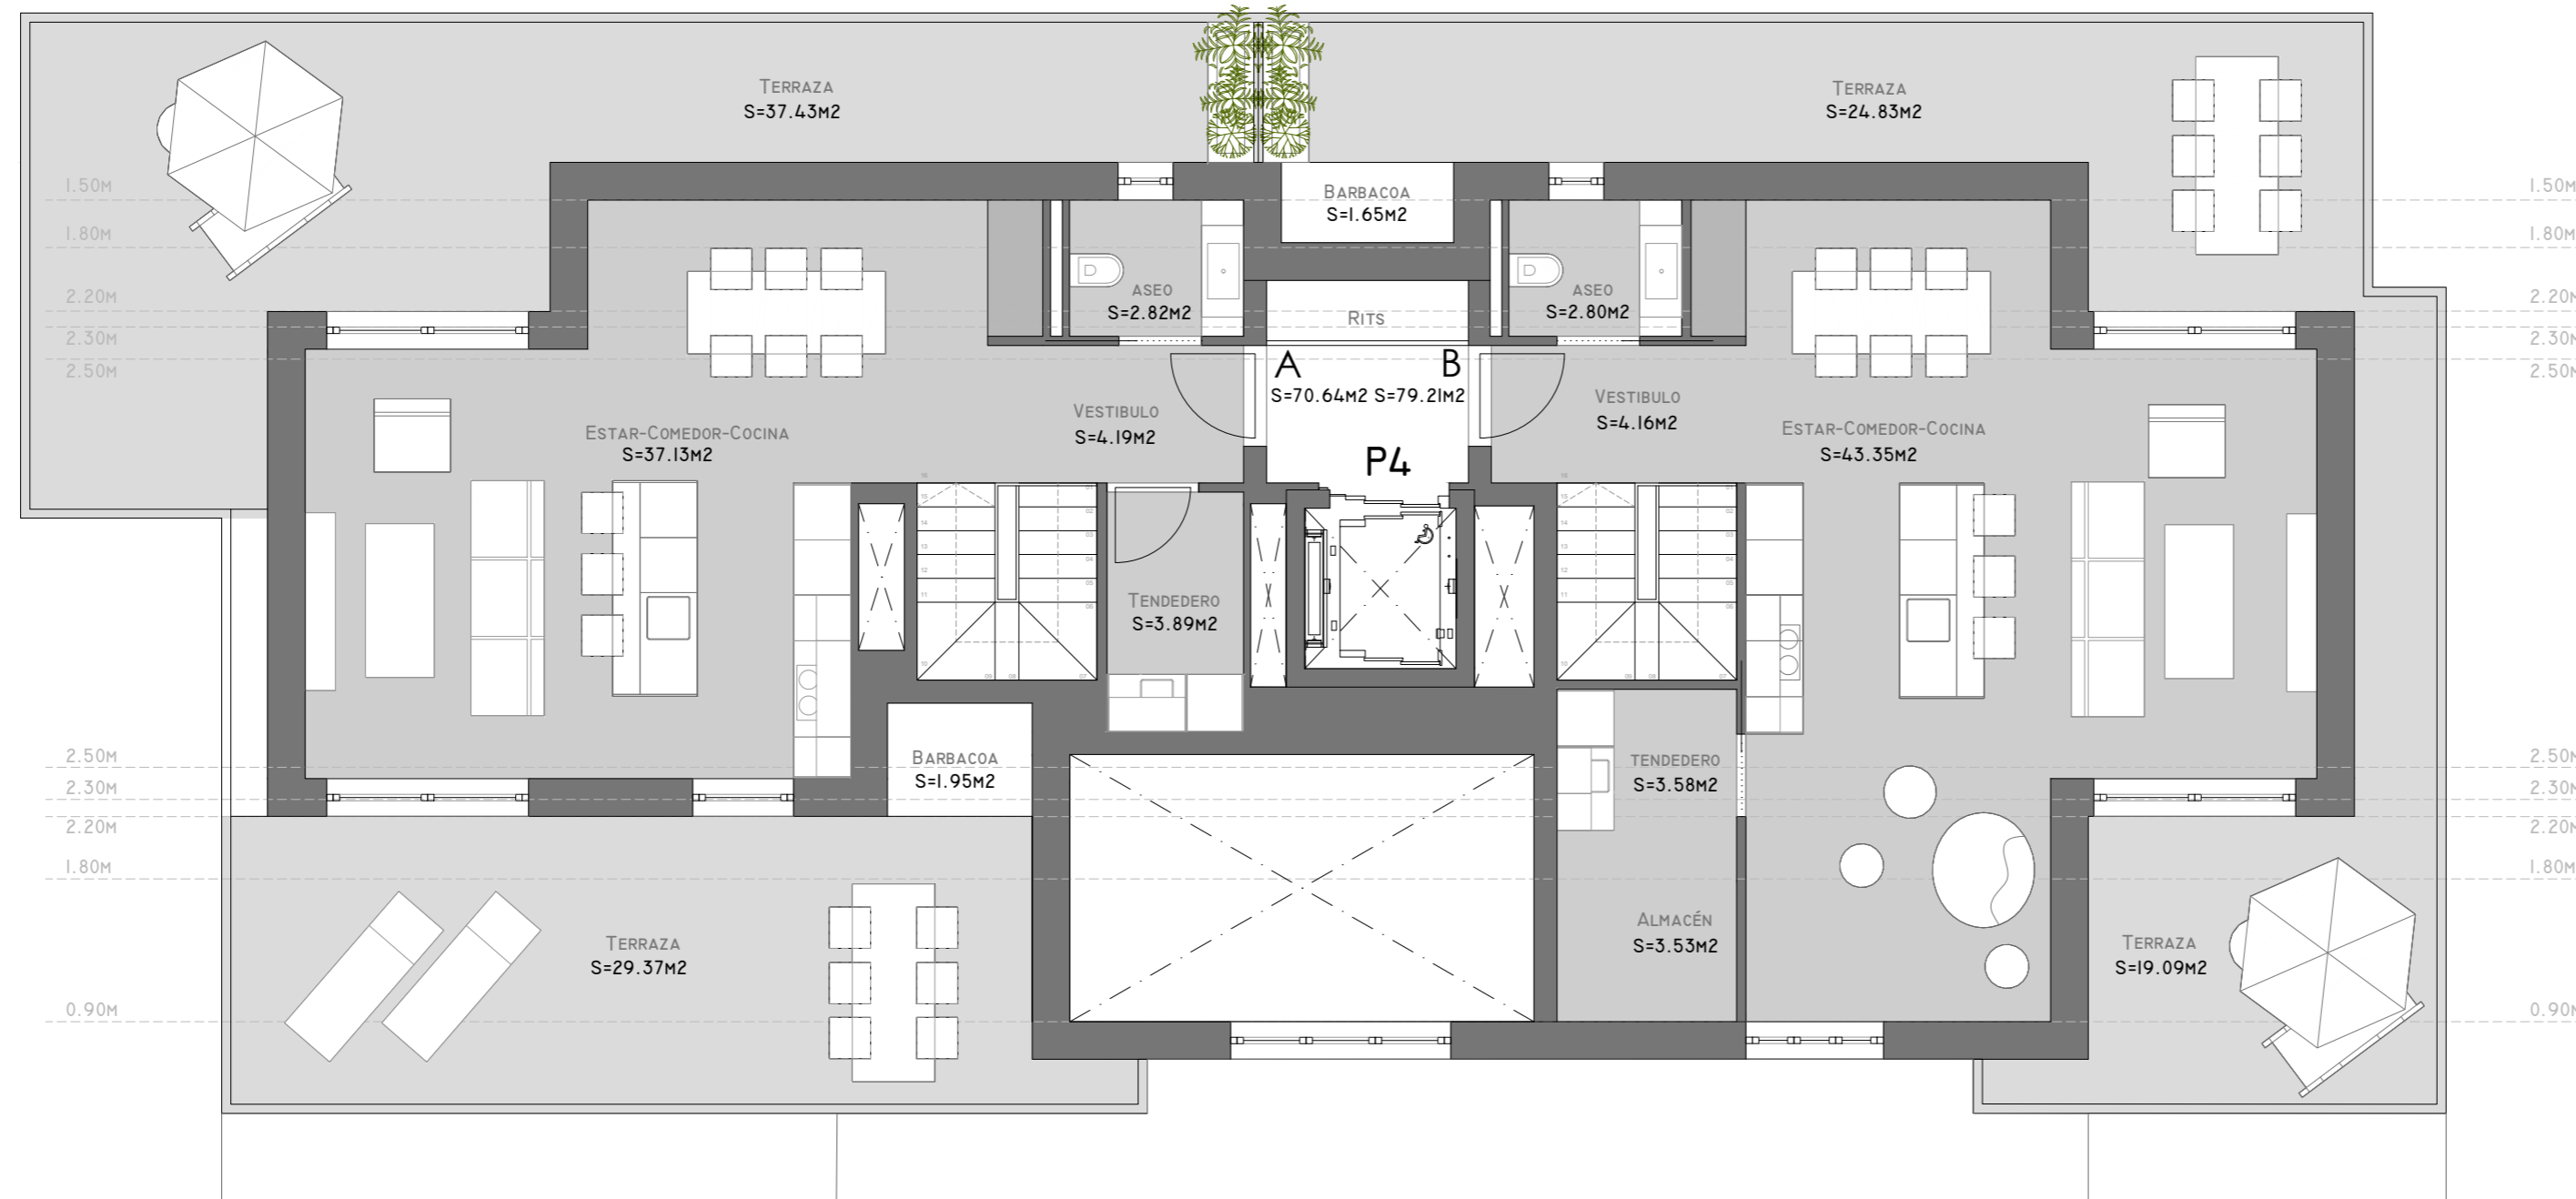 Terraza
S=37.43m2
Terraza
S=24.83m2
1.50m
1.80m
2.20m
2.30m
2.50m
Barbacoa
S=1.65m2
1.50m
1.80m
2.20m
2.30m
2.50m
aseo
S=2.82m2
Rits
aseo
S=2.80m2
A
B
S=70.64m2 S=79.21m2
Vestibulo
S=4.19m2
Vestibulo
S=4.16m2
Estar-Comedor-Cocina
S=37.13m2
P4
Estar-Comedor-Cocina
S=43.35m2
Tendedero
S=3.89m2
2.50m
2.30m
2.20m
1.80m
0.90m
Barbacoa
S=1.95m2
tendedero
S=3.58m2
Almacén
S=3.53m2
Terraza
S=29.37m2
Terraza
S=19.09m2
2.50m
2.30m
2.20m
1.80m
0.90m